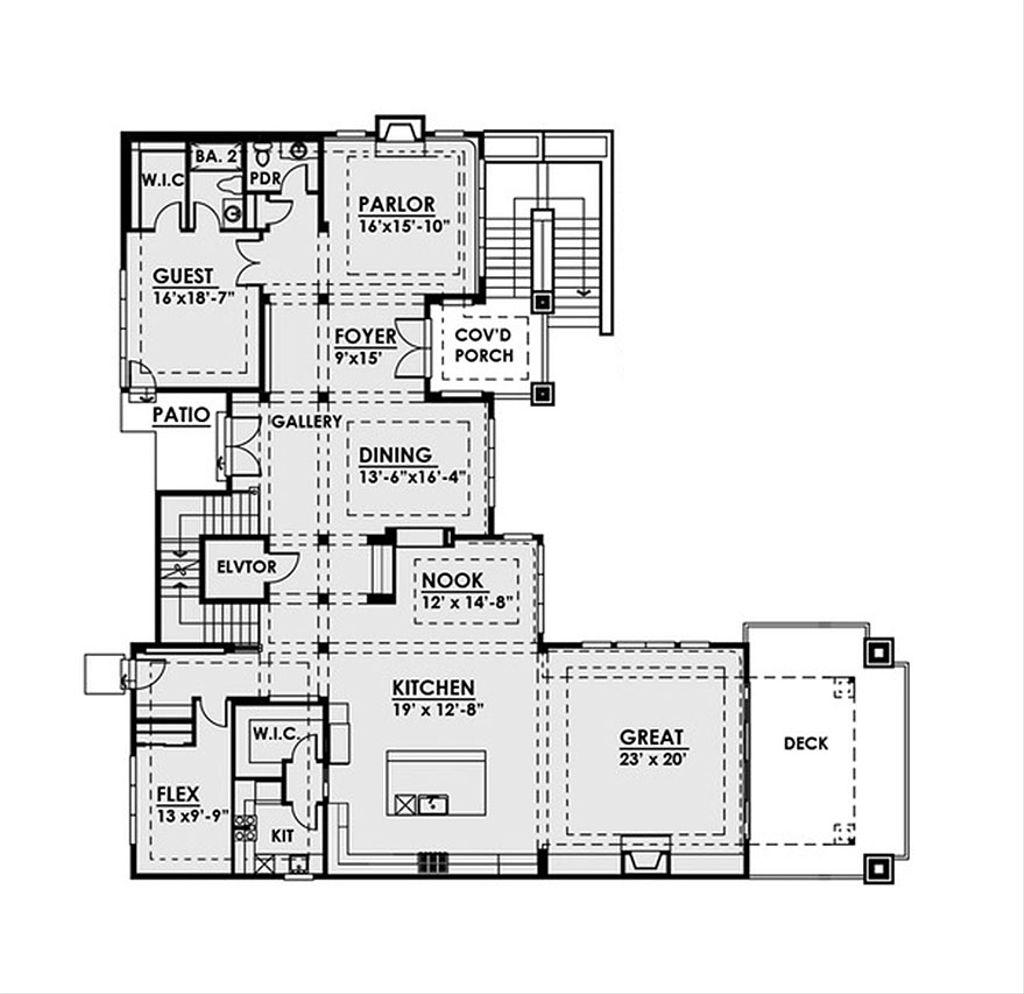 BA. 2
W.I.C
PDR
PARLOR
16'x15'-10"
GUEST
16'x18'-7"
FOYER
9'x15'
COV'D
PORCH
PATIO
GALLERY
DINING
13'-6"x16'-4"
ELVTOR
NOOK
12' x 14'-8"
KITCHEN
19' x 12'-8"
W.I.C.
GREAT
23' x 20'
DECK
FLEX
13 x9'-9"
KIT